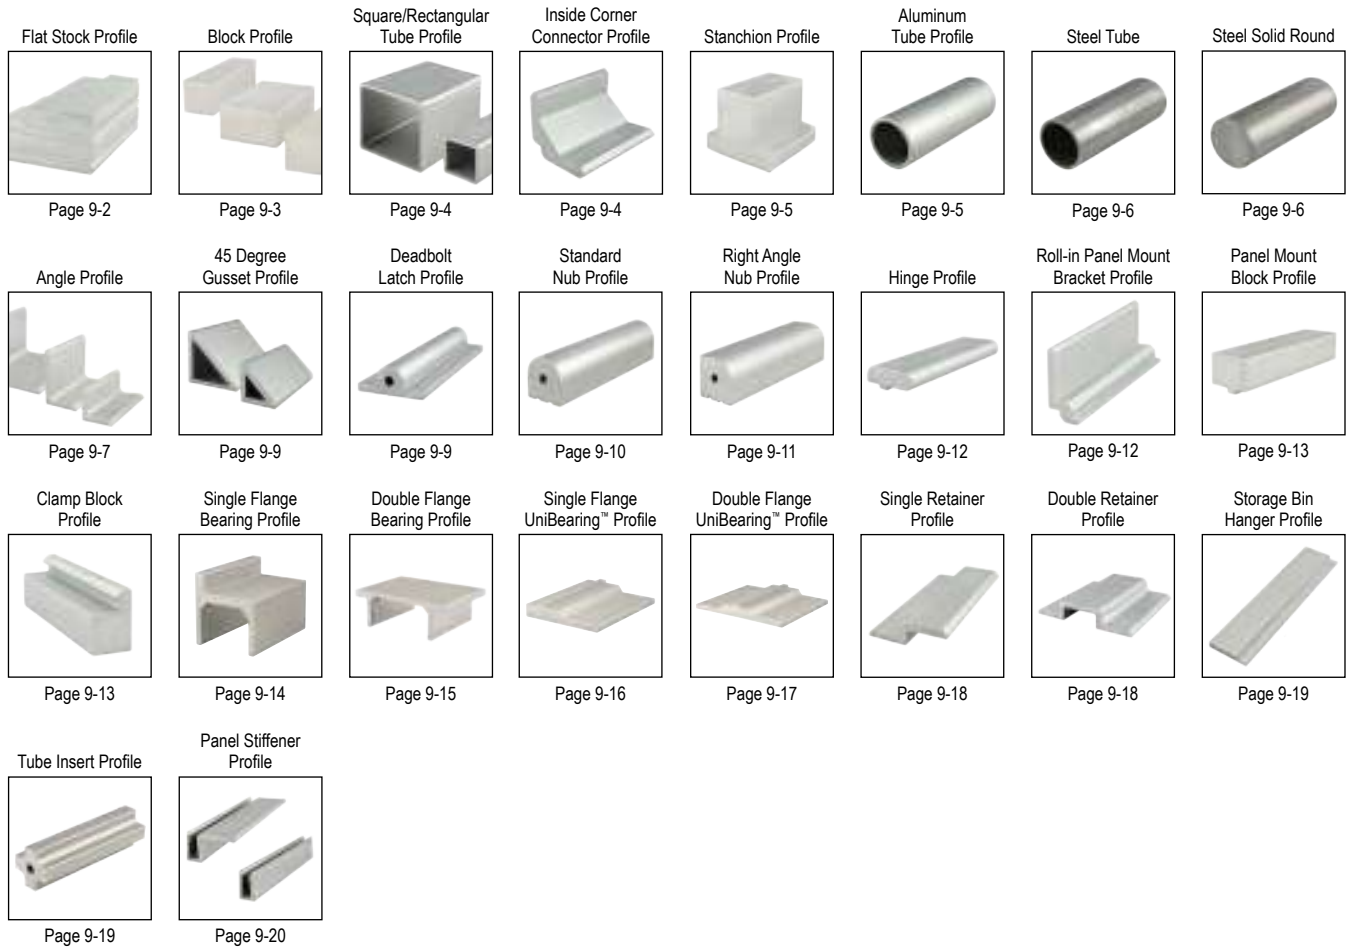 Flat Stock Profile
Page 9-2
Block Profile
Page 9-3
Square/Rectangular
Tube Profile
Page 9-4
Inside Corner
Connector Profile
Page 9-4
Stanchion Profile
Page 9-5
Aluminum
Tube Profile
Page 9-5
Steel Tube
Page 9-6
Steel Solid Round
Page 9-6
Angle Profile
Page 9-7
45 Degree
Gusset Profile
Page 9-9
Deadbolt
Latch Profile
Page 9-9
Standard
Nub Profile
Page 9-10
Right Angle
Nub Profile
Page 9-11
Hinge Profile
Page 9-12
Roll-in Panel Mount
Bracket Profile
Page 9-12
Panel Mount
Block Profile
Page 9-13
Clamp Block
Profile
Page 9-13
Single Flange
Bearing Profile
Page 9-14
Double Flange
Bearing Profile
Page 9-15
Single Flange
UniBearing™ Profile
Page 9-16
Double Flange
UniBearing™ Profile
Page 9-17
Single Retainer
Profile
Page 9-18
Double Retainer
Profile
Page 9-18
Storage Bin
Hanger Profile
Page 9-19
Tube Insert Profile
Page 9-19
Panel Stiffener
Profile
Page 9-20